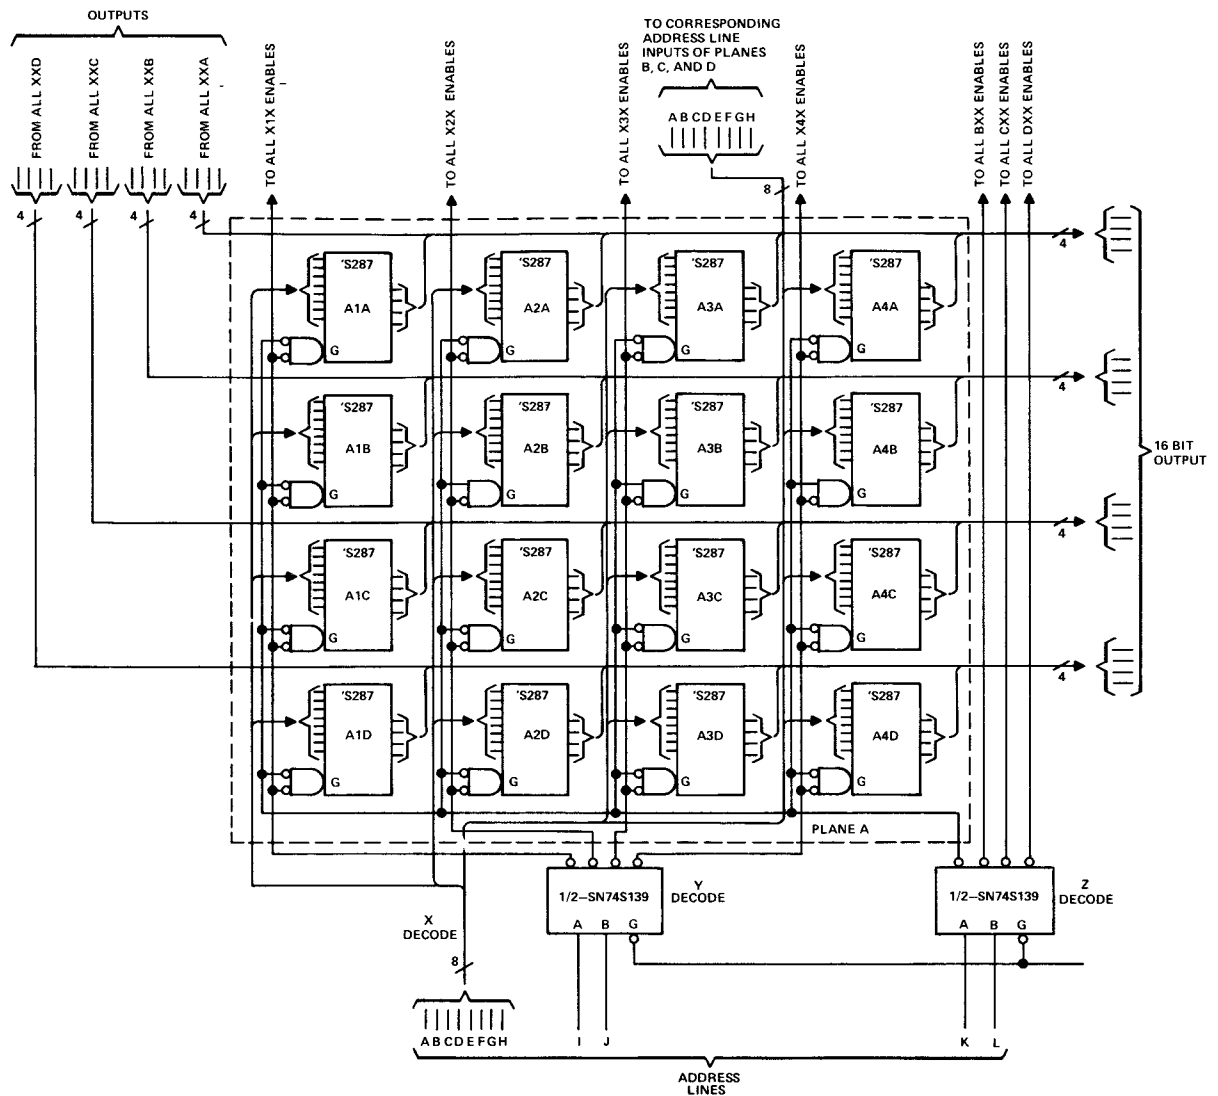 OUTPUTS
FROM ALL XXD
FROM ALL XXC
FROM ALL XXB
FROM ALL XXA
TO ALL X1X ENABLES
TO ALL X2X ENABLES
TO ALL X3X ENABLES
TO CORRESPONDING
ADDRESS LINE
INPUTS OF PLANES
B, C, AND D
A B C D E F G H
8
TO ALL X4X ENABLES
TO ALL BXX ENABLES
TO ALL CXX ENABLES
TO ALL DXX ENABLES
4
4
4
4
4
'S287
A1A
G
'S287
A2A
G
'S287
A3A
G
'S287
A4A
G
4
'S287
A1B
G
'S287
A2B
G
'S287
A3B
G
'S287
A4B
G
16 BIT
OUTPUT
4
'S287
A1C
G
'S287
A2C
G
'S287
A3C
G
'S287
A4C
G
4
'S287
A1D
G
'S287
A2D
G
'S287
A3D
G
'S287
A4D
G
PLANE A
X
DECODE
8
1/2–SN74S139
A B G
Y
DECODE
1/2–SN74S139
A B G
Z
DECODE
A B C D E F G H
I
J
K
L
ADDRESS
LINES